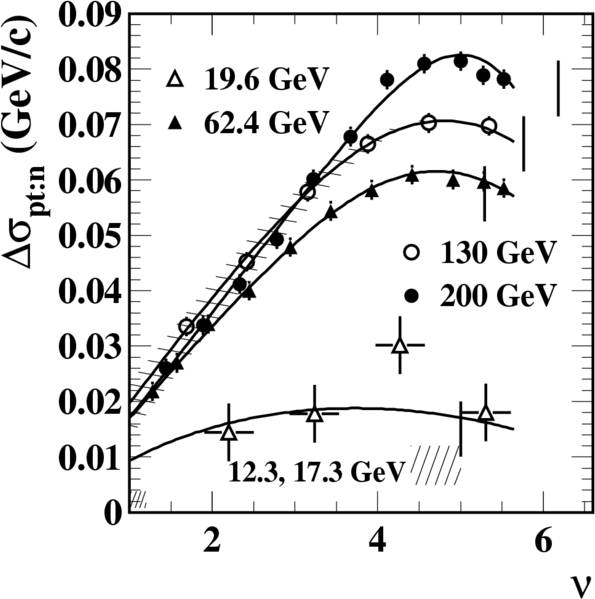 Δσpt:n (GeV/c)
0.09
0.08
0.07
0.06
0.05
0.04
0.03
0.02
0.01
0
△ 19.6 GeV
▲ 62.4 GeV
○ 130 GeV
● 200 GeV
12.3, 17.3 GeV
2 4 6
ν